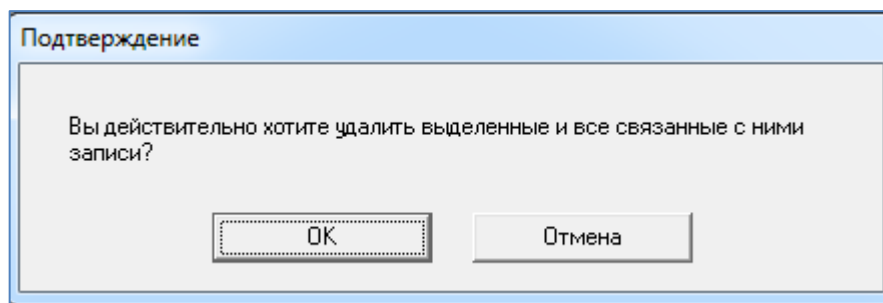 Подтверждение
Вы действительно хотите удалить выделенные и все связанные с ними
записи?
OK
Отмена